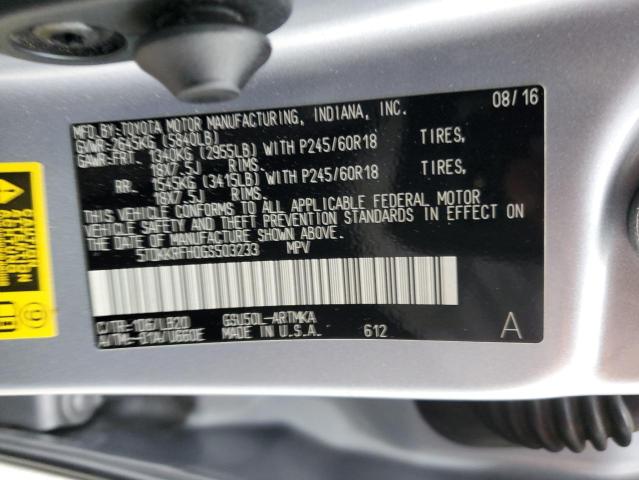 MFD.BY:TOYOTA MOTOR MANUFACTURING, INDIANA, INC. 08/16
GVWR:2645KG (5840LB)
GAWR:FRT. 1340KG (2955LB) WITH P245/60R18 TIRES,
18X7.5J RIMS.
RR. 1545KG (3415LB) WITH P245/60R18 TIRES,
18X7.5J RIMS.
THIS VEHICLE CONFORMS TO ALL APPLICABLE FEDERAL MOTOR
VEHICLE SAFETY AND THEFT PREVENTION STANDARDS IN EFFECT ON
THE DATE OF MANUFACTURE SHOWN ABOVE.
5TDKKRFH0GS503233 MPV
C/TR:1D6/LB20 GSU50L-ARTMKA
A/TM:-01A/U660E MADE IN U.S.A. 612 A